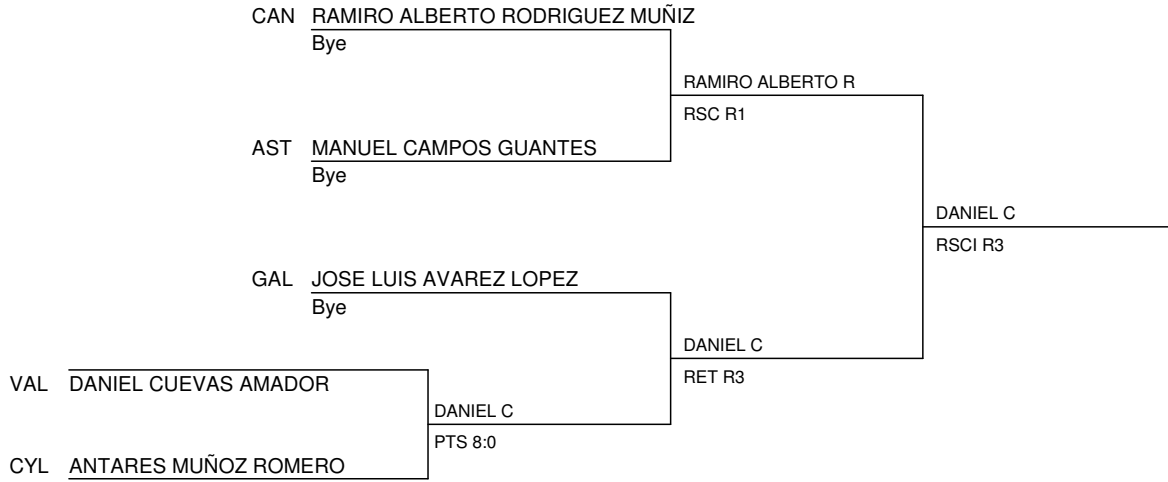 CAN RAMIRO ALBERTO RODRIGUEZ MUÑIZ
Bye
RAMIRO ALBERTO R
RSC R1
AST MANUEL CAMPOS GUANTES
Bye
DANIEL C
RSCI R3
GAL JOSE LUIS AVAREZ LOPEZ
Bye
DANIEL C
RET R3
VAL DANIEL CUEVAS AMADOR
DANIEL C
PTS 8:0
CYL ANTARES MUÑOZ ROMERO